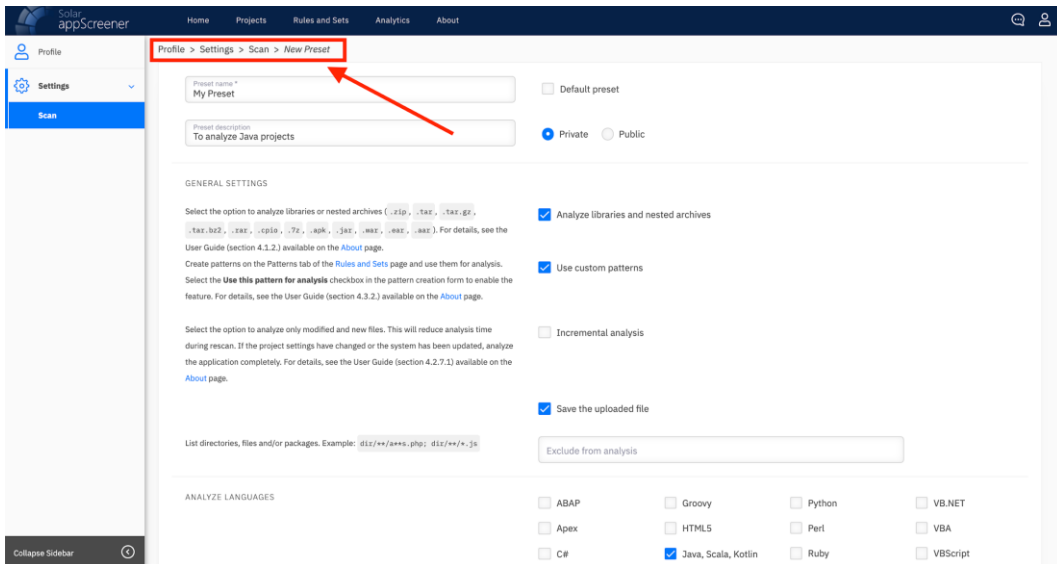 Solar
appScreener
Home Projects Rules and Sets Analytics About
Profile
Settings
Scan
Collapse Sidebar
Profile > Settings > Scan > New Preset
Preset name *
My Preset
Default preset
Preset description
To analyze Java projects
Private Public
GENERAL SETTINGS
Select the option to analyze libraries or nested archives ( .zip , .tar , .tar.gz ,
.tar.bz2 , .rar , .cpio , .7z , .apk , .jar , .war , .ear , .aar ). For details, see the
User Guide (section 4.1.2.) available on the About page.
Analyze libraries and nested archives
Create patterns on the Patterns tab of the Rules and Sets page and use them for analysis.
Select the Use this pattern for analysis checkbox in the pattern creation form to enable the
feature. For details, see the User Guide (section 4.3.2.) available on the About page.
Use custom patterns
Select the option to analyze only modified and new files. This will reduce analysis time
during rescan. If the project settings have changed or the system has been updated, analyze
the application completely. For details, see the User Guide (section 4.2.7.1) available on the
About page.
Incremental analysis
Save the uploaded file
List directories, files and/or packages. Example: dir/**/a**s.php; dir/**/*.js
Exclude from analysis
ANALYZE LANGUAGES
ABAP Groovy Python VB.NET
Apex HTML5 Perl VBA
C# Java, Scala, Kotlin Ruby VBScript